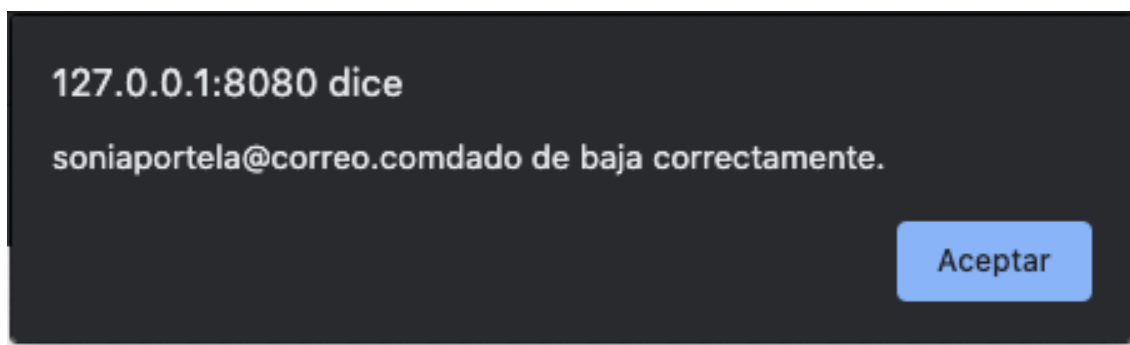 127.0.0.1:8080 dice
soniaportela@correo.comdado de baja correctamente.
Aceptar